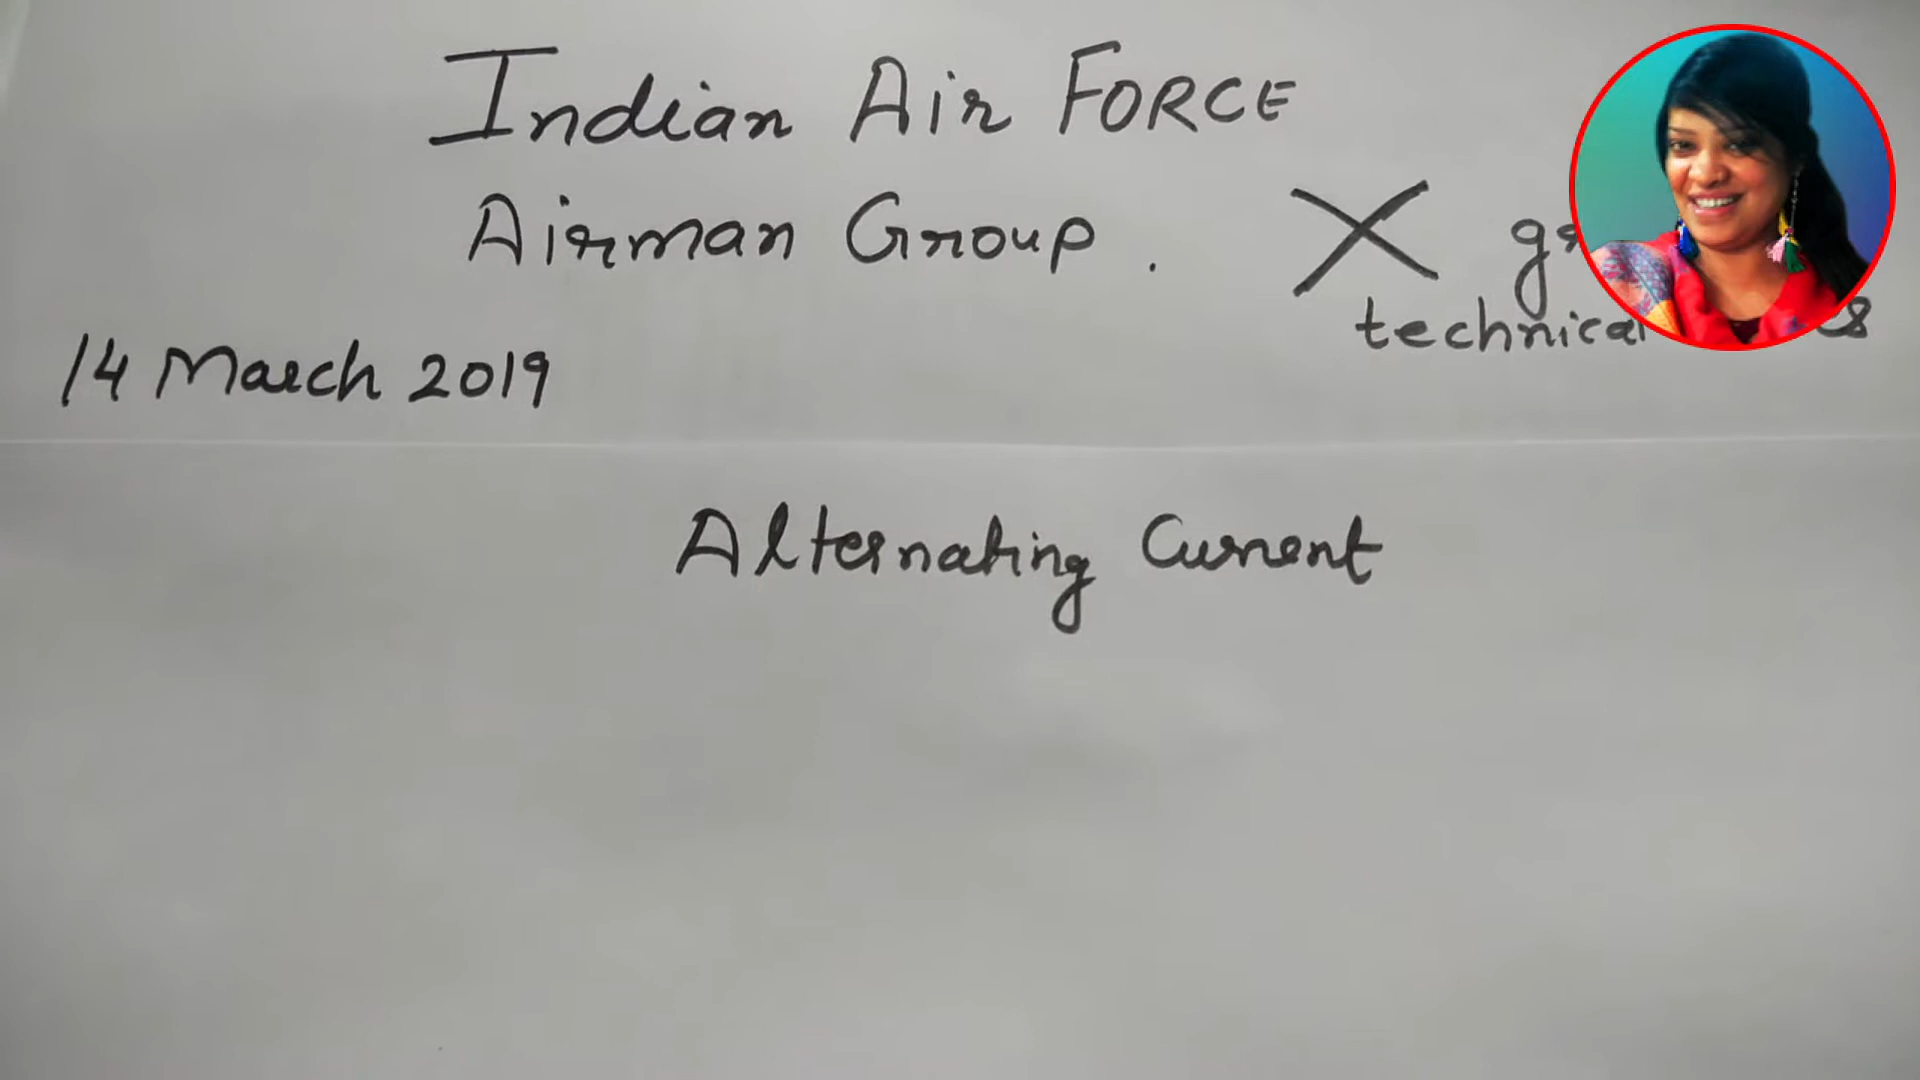 Indian Air FORCE
Airman Group . X
technical
14 March 2019
Alternating Current